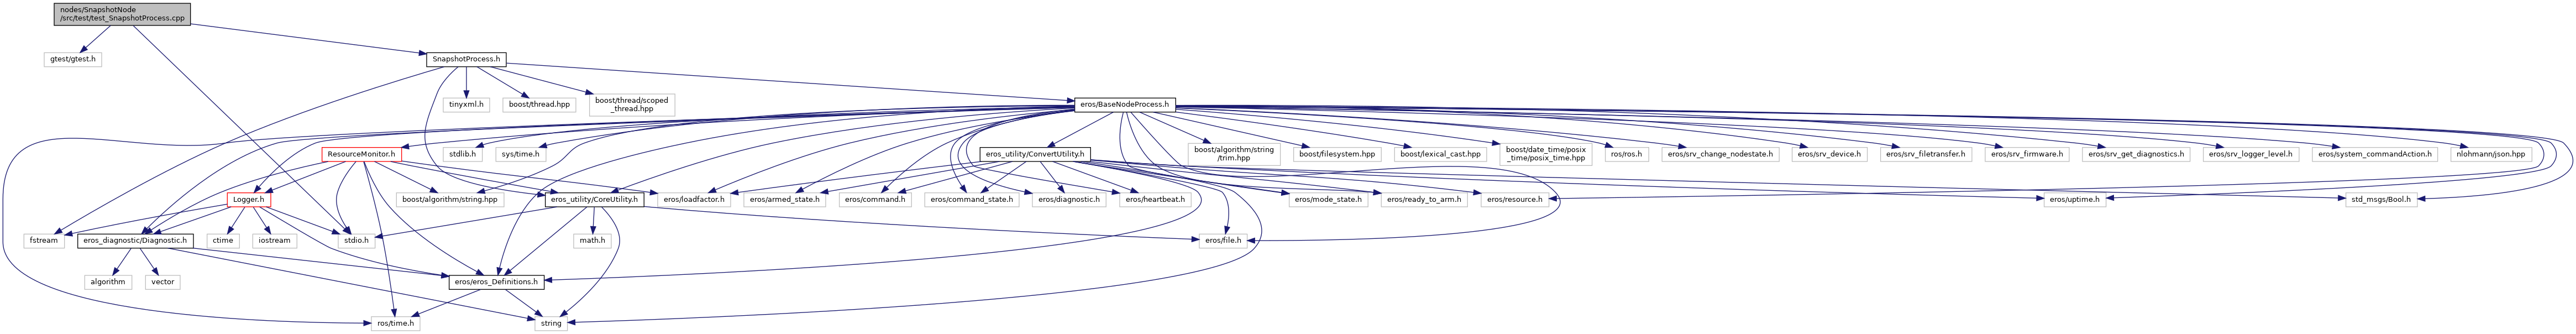 nodes/SnapshotNode
/src/test/test_SnapshotProcess.cpp
gtest/gtest.h
SnapshotProcess.h
tinyxml.h
boost/thread.hpp
boost/thread/scoped
_thread.hpp
eros/BaseNodeProcess.h
ResourceMonitor.h
stdlib.h
sys/time.h
eros_utility/ConvertUtility.h
boost/algorithm/string
/trim.hpp
boost/filesystem.hpp
boost/lexical_cast.hpp
boost/date_time/posix
_time/posix_time.hpp
ros/ros.h
eros/srv_change_nodestate.h
eros/srv_device.h
eros/srv_filetransfer.h
eros/srv_firmware.h
eros/srv_get_diagnostics.h
eros/srv_logger_level.h
eros/system_commandAction.h
nlohmann/json.hpp
Logger.h
boost/algorithm/string.hpp
eros_utility/CoreUtility.h
eros/loadfactor.h
eros/armed_state.h
eros/command.h
eros/command_state.h
eros/diagnostic.h
eros/heartbeat.h
eros/mode_state.h
eros/ready_to_arm.h
eros/resource.h
eros/uptime.h
std_msgs/Bool.h
fstream
eros_diagnostic/Diagnostic.h
ctime
iostream
stdio.h
math.h
eros/file.h
algorithm
vector
eros/eros_Definitions.h
ros/time.h
string